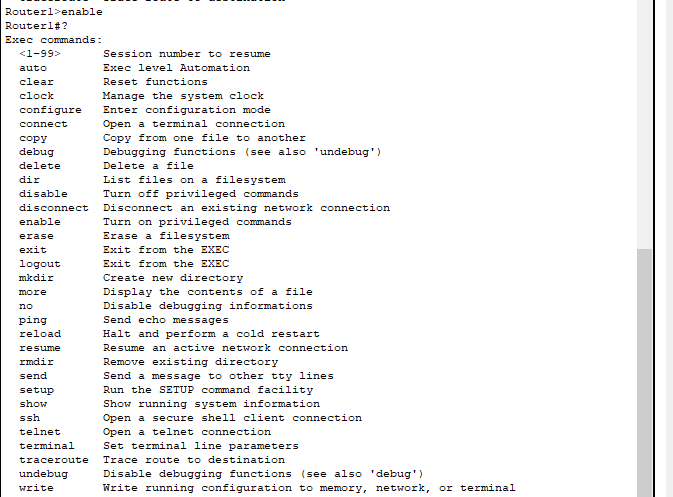 Router1>enable
Router1#?
Exec commands:
<1-99> Session number to resume
auto Exec level Automation
clear Reset functions
clock Manage the system clock
configure Enter configuration mode
connect Open a terminal connection
copy Copy from one file to another
debug Debugging functions (see also 'undebug')
delete Delete a file
dir List files on a filesystem
disable Turn off privileged commands
disconnect Disconnect an existing network connection
enable Turn on privileged commands
erase Erase a filesystem
exit Exit from the EXEC
logout Exit from the EXEC
mkdir Create new directory
more Display the contents of a file
no Disable debugging informations
ping Send echo messages
reload Halt and perform a cold restart
resume Resume an active network connection
rmdir Remove existing directory
send Send a message to other tty lines
setup Run the SETUP command facility
show Show running system information
ssh Open a secure shell client connection
telnet Open a telnet connection
terminal Set terminal line parameters
traceroute Trace route to destination
undebug Disable debugging functions (see also 'debug')
write Write running configuration to memory, network, or terminal